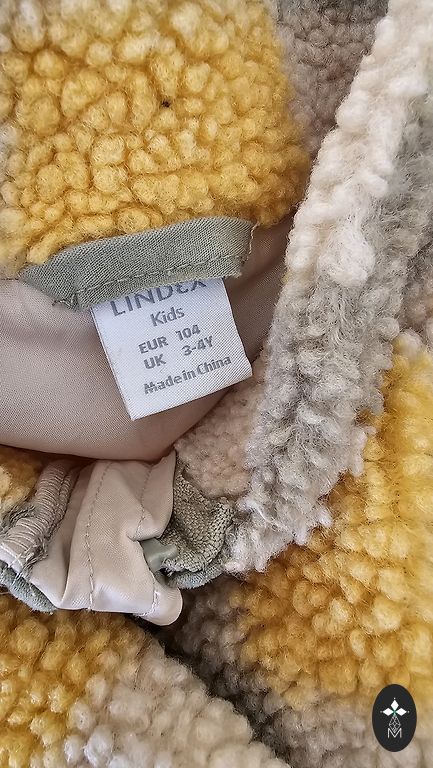 LINDEX
Kids
EUR 104
UK 3-4Y
Made in China
M